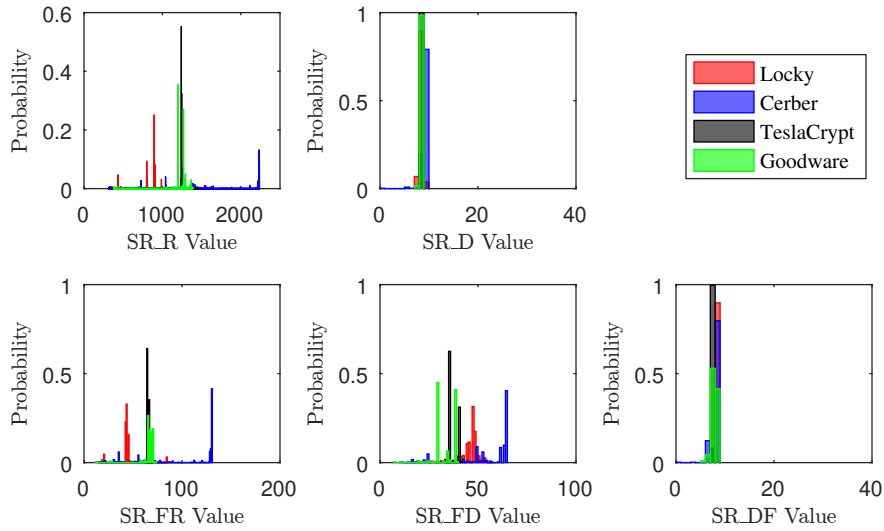 Probability
0.6
0.4
0.2
0
0
1000
2000
SR_R Value
Probability
1
0.5
0
0
20
40
SR_D Value
Locky
Cerber
TeslaCrypt
Goodware
Probability
1
0.5
0
0
100
200
SR_FR Value
Probability
1
0.5
0
0
50
100
SR_FD Value
Probability
1
0.5
0
0
20
40
SR_DF Value